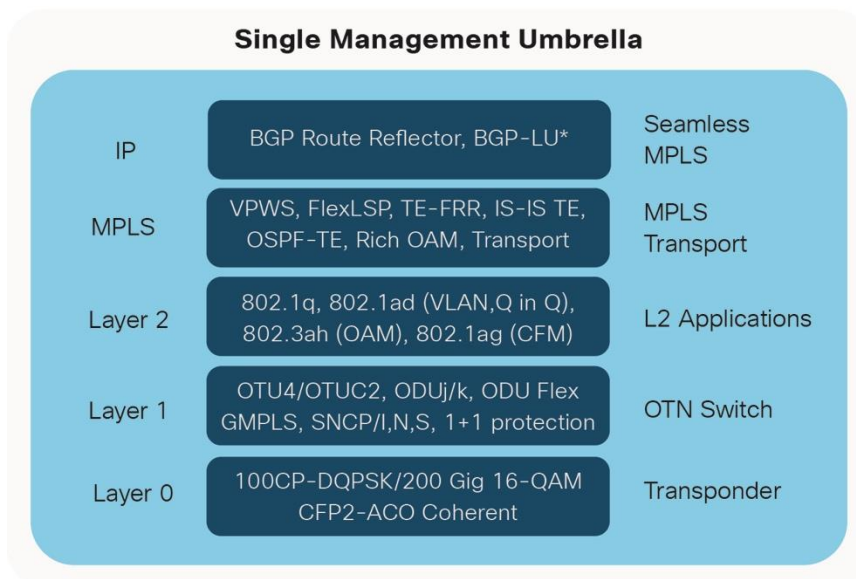 Single Management Umbrella
IP
BGP Route Reflector, BGP-LU*
Seamless
MPLS
MPLS
VPWS, FlexLSP, TE-FRR, IS-IS TE,
OSPF-TE, Rich OAM, Transport
MPLS
Transport
Layer 2
802.1q, 802.1ad (VLAN,Q in Q),
802.3ah (OAM), 802.1ag (CFM)
L2 Applications
Layer 1
OTU4/OTUC2, ODUj/k, ODU Flex
GMPLS, SNCP/I,N,S, 1+1 protection
OTN Switch
Layer 0
100CP-DQPSK/200 Gig 16-QAM
CFP2-ACO Coherent
Transponder